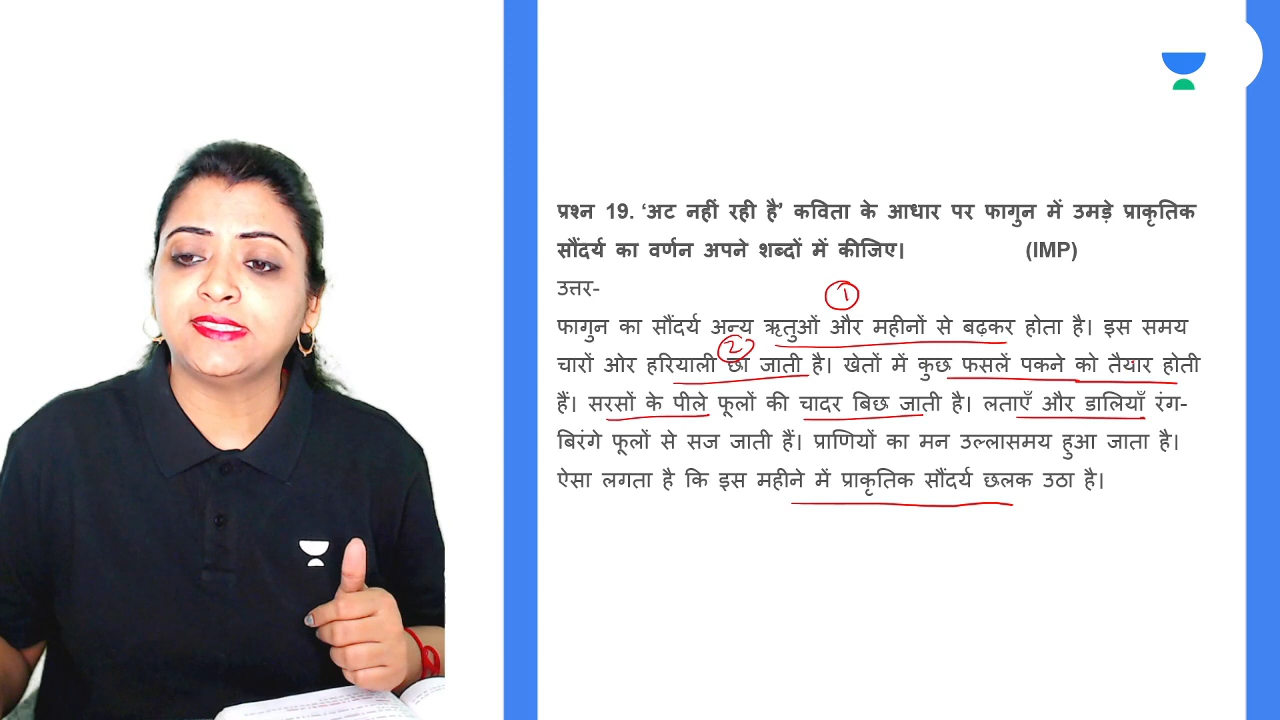 प्रश्न 19. ‘अट नहीं रही है’ कविता के आधार पर फागुन में उमड़े प्राकृतिक
सौंदर्य का वर्णन अपने शब्दों में कीजिए। (IMP)
उत्तर-
1
फागुन का सौंदर्य अन्य ऋतुओं और महीनों से बढ़कर होता है। इस समय
2
चारों ओर हरियाली छा जाती है। खेतों में कुछ फसलें पकने को तैयार होती
हैं। सरसों के पीले फूलों की चादर बिछ जाती है। लताएँ और डालियाँ रंग-
बिरंगे फूलों से सज जाती हैं। प्राणियों का मन उल्लासमय हुआ जाता है।
ऐसा लगता है कि इस महीने में प्राकृतिक सौंदर्य छलक उठा है।